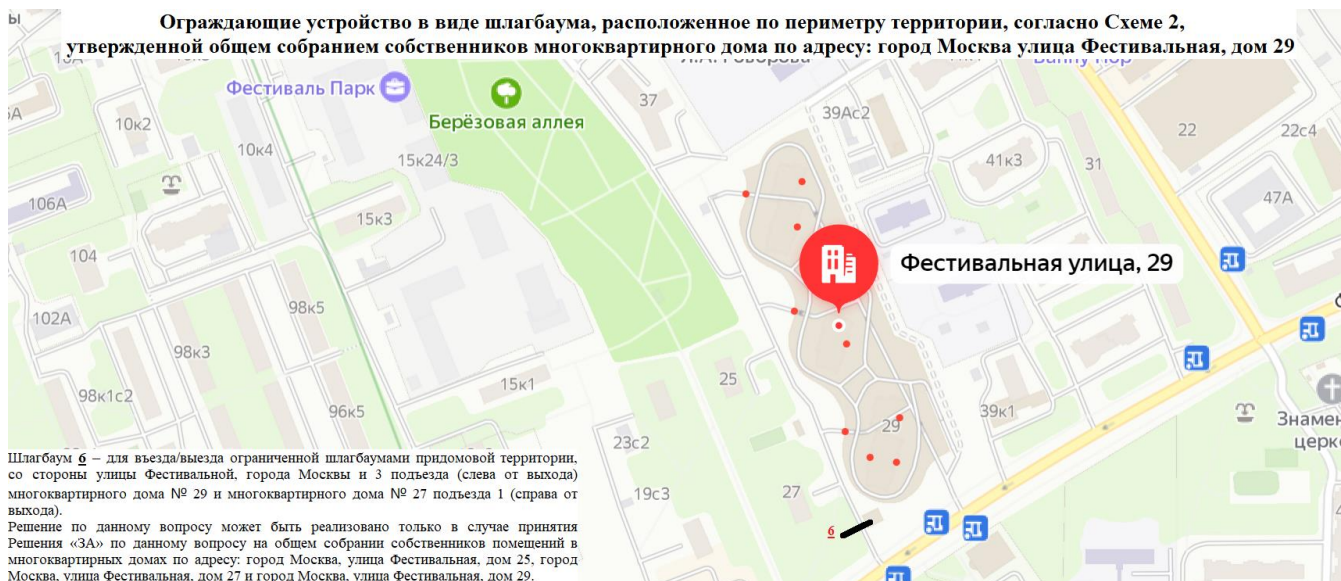 Ограждающие устройство в виде шлагбаума, расположенное по периметру территории, согласно Схеме 2,
утвержденной общем собранием собственников многоквартирного дома по адресу: город Москва улица Фестивальная, дом 29
ы
Фестиваль Парк
Берёзовая аллея
37
39Ас2
22
22с4
10к2
10к4
15к24/3
41к3
31
47А
106А
15к3
104
Фестивальная улица, 29
98к5
102А
98к3
25
15к1
98к1с2
96к5
39к1
29
Знамен
церк
23с2
19с3
27
6
Шлагбаум 6 – для въезда/выезда ограниченной шлагбаумами придомовой территории,
со стороны улицы Фестивальной, города Москвы и 3 подъезда (слева от выхода)
многоквартирного дома № 29 и многоквартирного дома № 27 подъезда 1 (справа от
выхода).
Решение по данному вопросу может быть реализовано только в случае принятия
Решения «ЗА» по данному вопросу на общем собрании собственников помещений в
многоквартирных домах по адресу: город Москва, улица Фестивальная, дом 25, город
Москва, улица Фестивальная, дом 27 и город Москва, улица Фестивальная, дом 29.